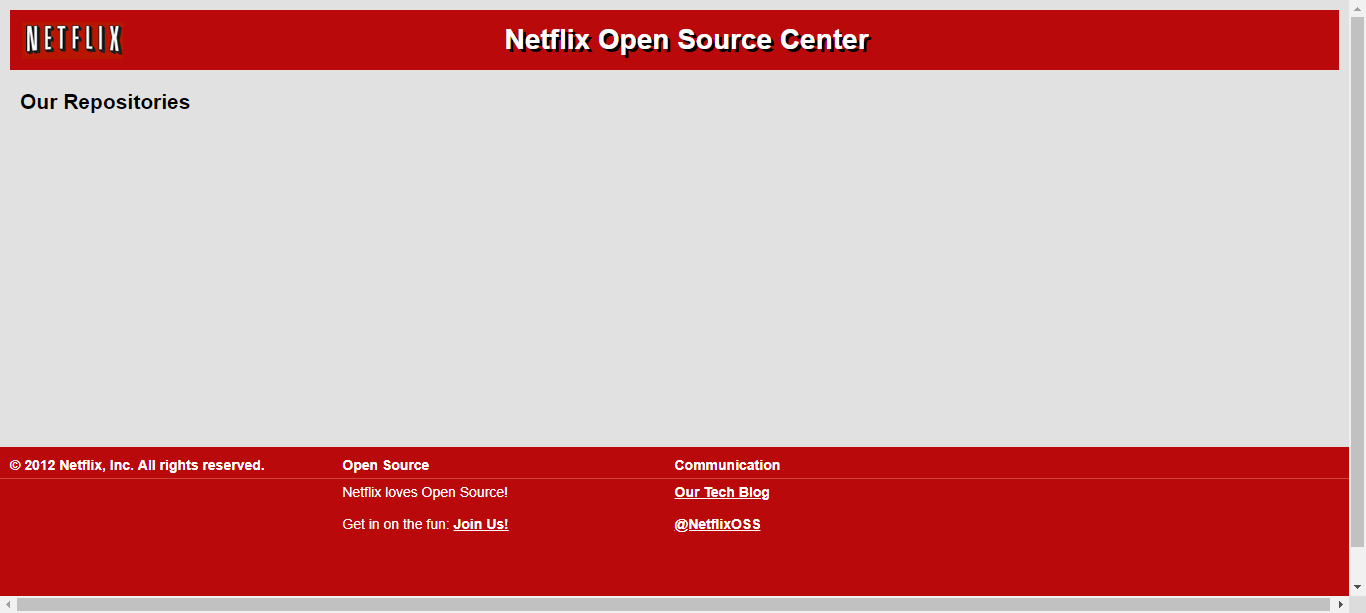 NETFLIX
Netflix Open Source Center
Our Repositories
© 2012 Netflix, Inc. All rights reserved.
Open Source
Communication
Netflix loves Open Source!
Our Tech Blog
Get in on the fun: Join Us!
@NetflixOSS